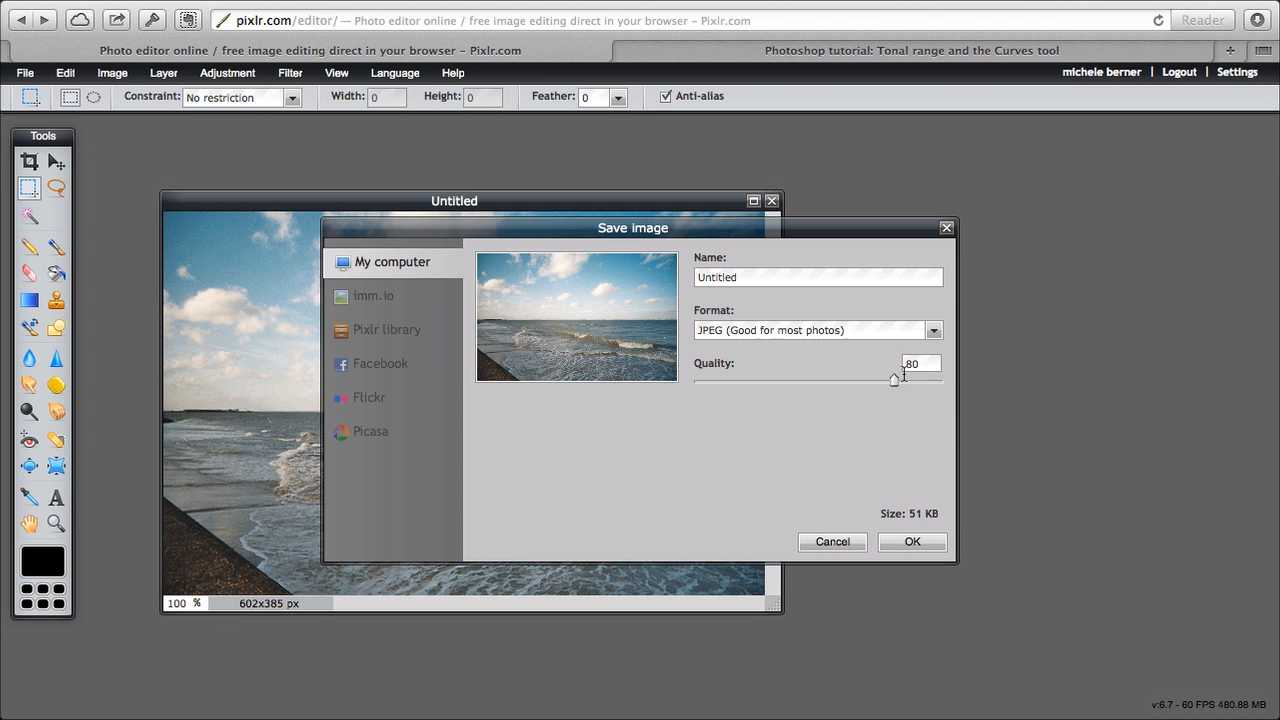 pixlr.com/editor/ — Photo editor online / free image editing direct in your browser – Pixlr.com
Reader
Photo editor online / free image editing direct in your browser – Pixlr.com
Photoshop tutorial: Tonal range and the Curves tool
File Edit Image Layer Adjustment Filter View Language Help
michele berner | Logout | Settings
Constraint: No restriction Width: 0 Height: 0 Feather: 0 Anti-alias
Tools
Untitled
Save image
My computer
imm.io
Pixlr library
Facebook
Flickr
Picasa
Name:
Untitled
Format:
JPEG (Good for most photos)
Quality: 80
Size: 51 KB
Cancel OK
100 % 602x385 px
v:6.7 - 60 FPS 480.88 MB